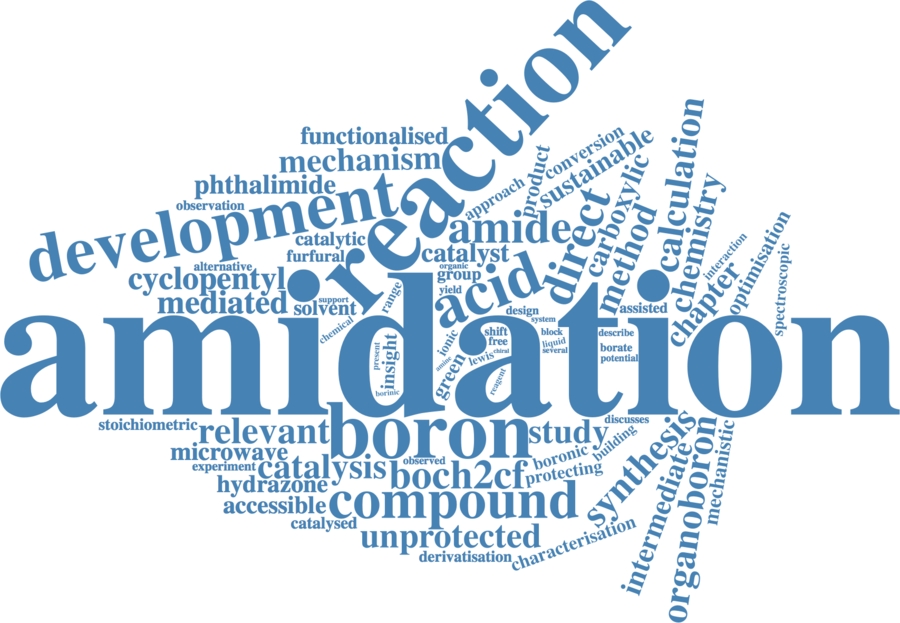 reaction
functionalised
mechanism
phthalimide
observation
development
conversion
product
sustainable
approach
calculation
carboxylic
direct
method
chemistry
amide
catalyst
catalytic
furfural
organic
group
yield
alternative
cyclopentyl
mediated
support
solvent
chemical
range
acid
interaction
chapter
optimisation
spectroscopic
assisted
design
system
amidation
shift
free
block
liquid
several
describe
borate
potential
ionic
green
amine
lewis
chiral
reagent
present
insight
borinic
stoichiometric
relevant
boron
study
discusses
microwave
experiment
catalysis
observed
boch2cf
boronic
protecting
building
synthesis
hydrazone
accessible
compound
catalysed
unprotected
derivatisation
characterisation
intermediate
organoboron
mechanistic